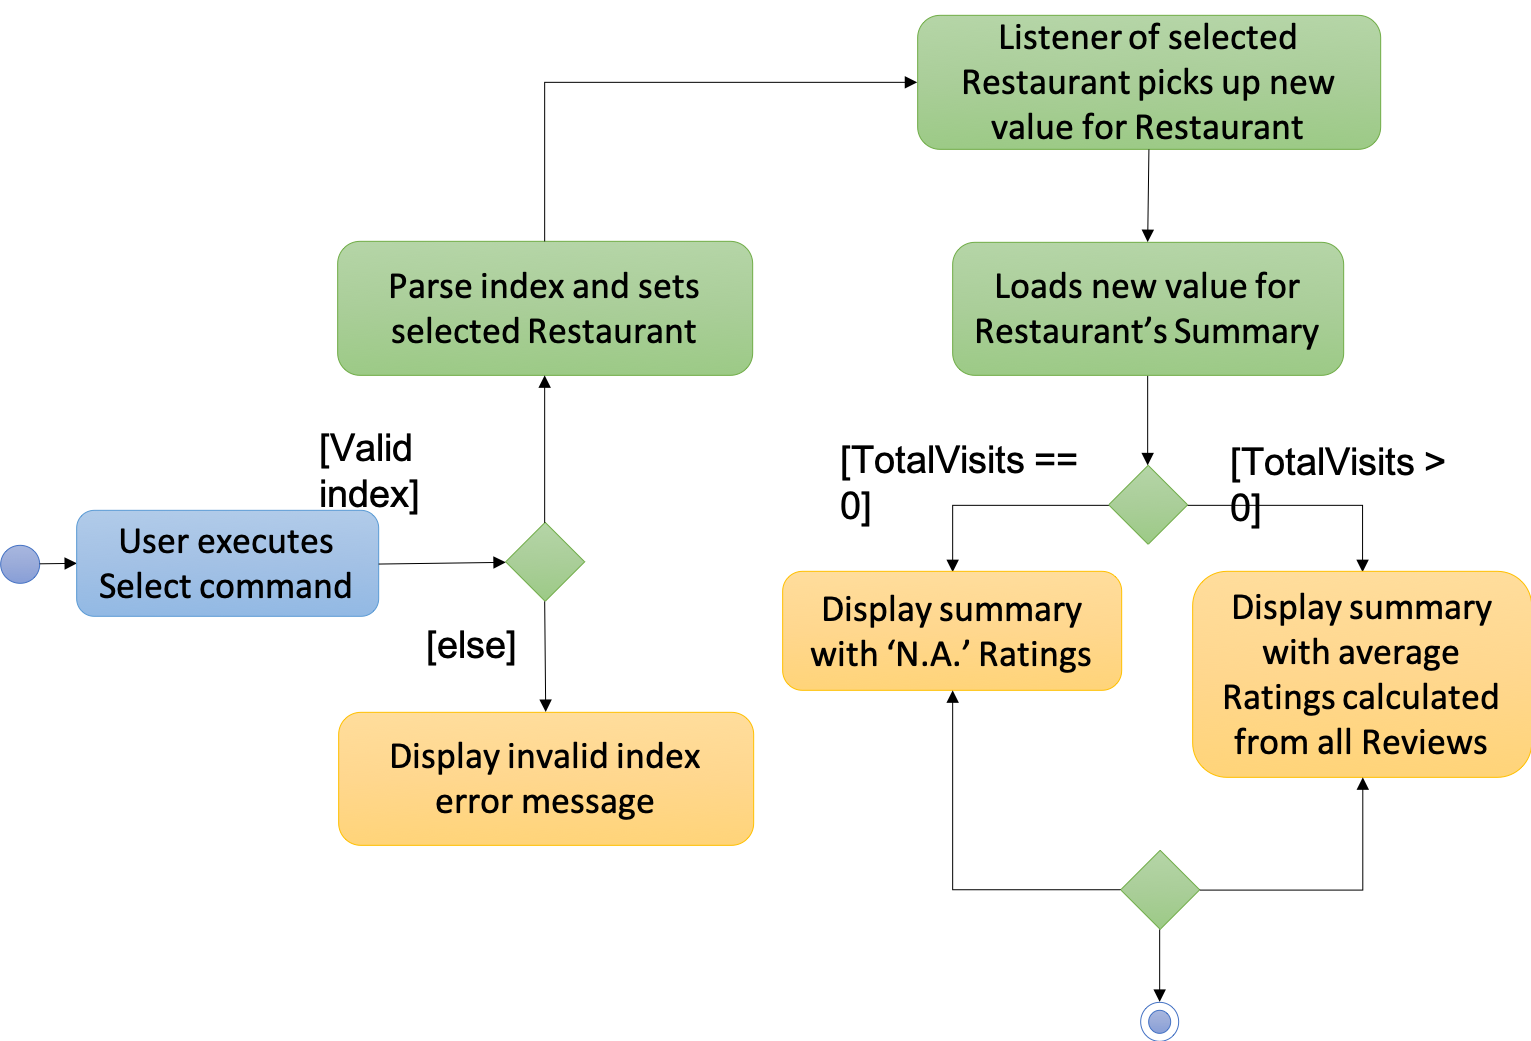 Listener of selected
Restaurant picks up new
value for Restaurant
Parse index and sets
selected Restaurant
Loads new value for
Restaurant’s Summary
[Valid
index]
[TotalVisits ==
0]
[TotalVisits >
0]
User executes
Select command
[else]
Display summary
with ‘N.A.’ Ratings
Display summary
with average
Ratings calculated
from all Reviews
Display invalid index
error message